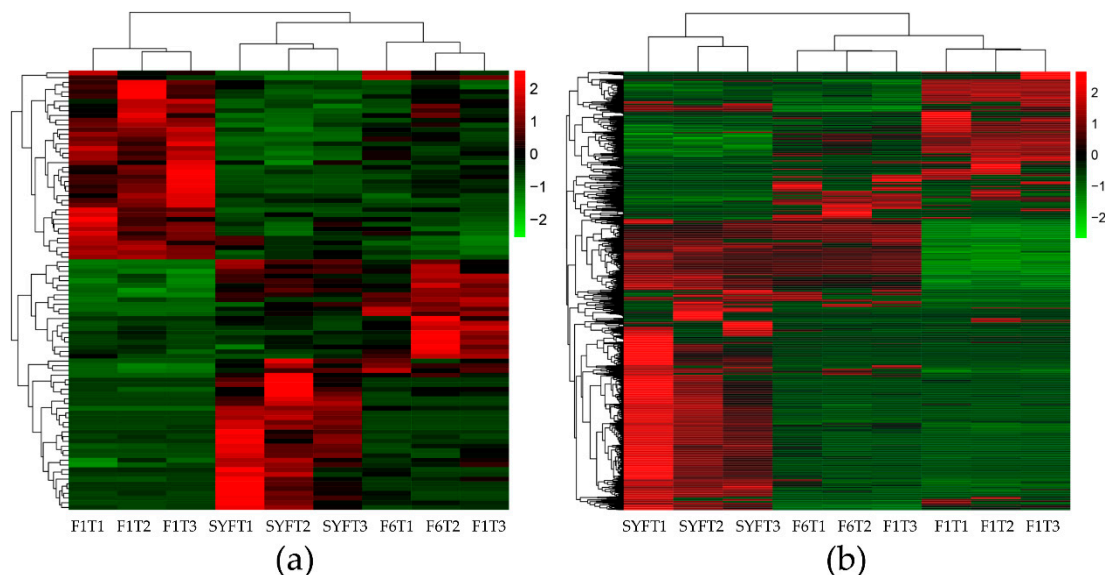 2
1
0
−1
−2
F1T1 F1T2 F1T3 SYFT1 SYFT2 SYFT3 F6T1 F6T2 F1T3
(a)
2
1
0
−1
−2
SYFT1 SYFT2 SYFT3 F6T1 F6T2 F1T3 F1T1 F1T2 F1T3
(b)